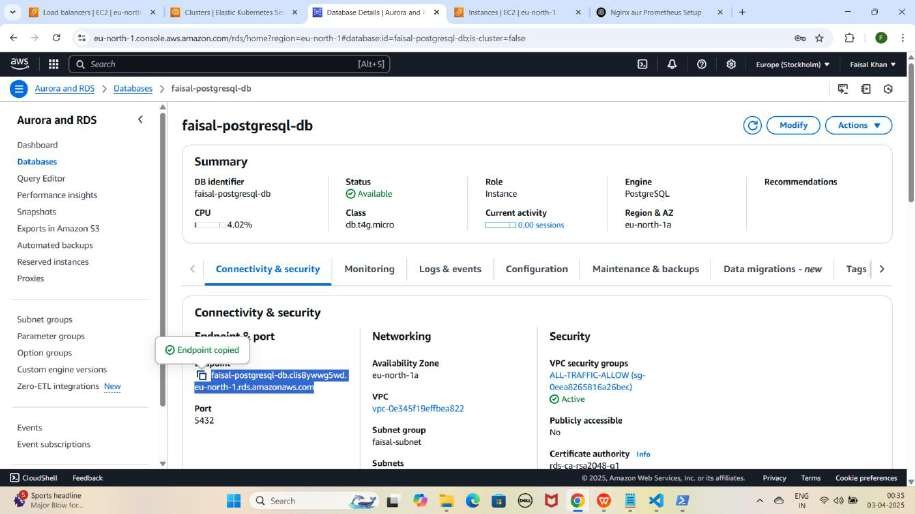 Load balancers | EC2 | eu-north
Clusters | Elastic Kubernetes Se
Database Details | Aurora and R
Instances | EC2 | eu-north-1
Nginx aur Prometheus Setup
eu-north-1.console.aws.amazon.com/rds/home?region=eu-north-1#database:id=faisal-postgresql-db;is-cluster=false
F
aws
Search
[Alt+S]
Europe (Stockholm)
Faisal Khan
Aurora and RDS
Databases
faisal-postgresql-db
Aurora and RDS
Dashboard
Databases
Query Editor
Performance insights
Snapshots
Exports in Amazon S3
Automated backups
Reserved instances
Proxies
Subnet groups
Parameter groups
Option groups
Custom engine versions
Zero-ETL integrations New
Events
Event subscriptions
faisal-postgresql-db
Modify
Actions
Summary
DB identifier
faisal-postgresql-db
Status
Available
Role
Instance
Engine
PostgreSQL
Recommendations
CPU
4.02%
Class
db.t4g.micro
Current activity
0.00 sessions
Region & AZ
eu-north-1a
Connectivity & security
Monitoring
Logs & events
Configuration
Maintenance & backups
Data migrations - new
Tags
Connectivity & security
Endpoint & port
Endpoint copied
faisal-postgresql-db.clis8ywwg5wd.
eu-north-1.rds.amazonaws.com
Port
5432
Networking
Availability Zone
eu-north-1a
VPC
vpc-0e345f19effbea822
Subnet group
faisal-subnet
Subnets
Security
VPC security groups
ALL-TRAFFIC-ALLOW (sg-
0eea8265816a26bec)
Active
Publicly accessible
No
Certificate authority Info
rds-ca-rsa2048-g1
CloudShell
Feedback
© 2025, Amazon Web Services, Inc. or its affiliates.
Privacy
Terms
Cookie preferences
5
Sports headline
Major Blow for...
Search
DELL
ENG
IN
00:35
03-04-2025